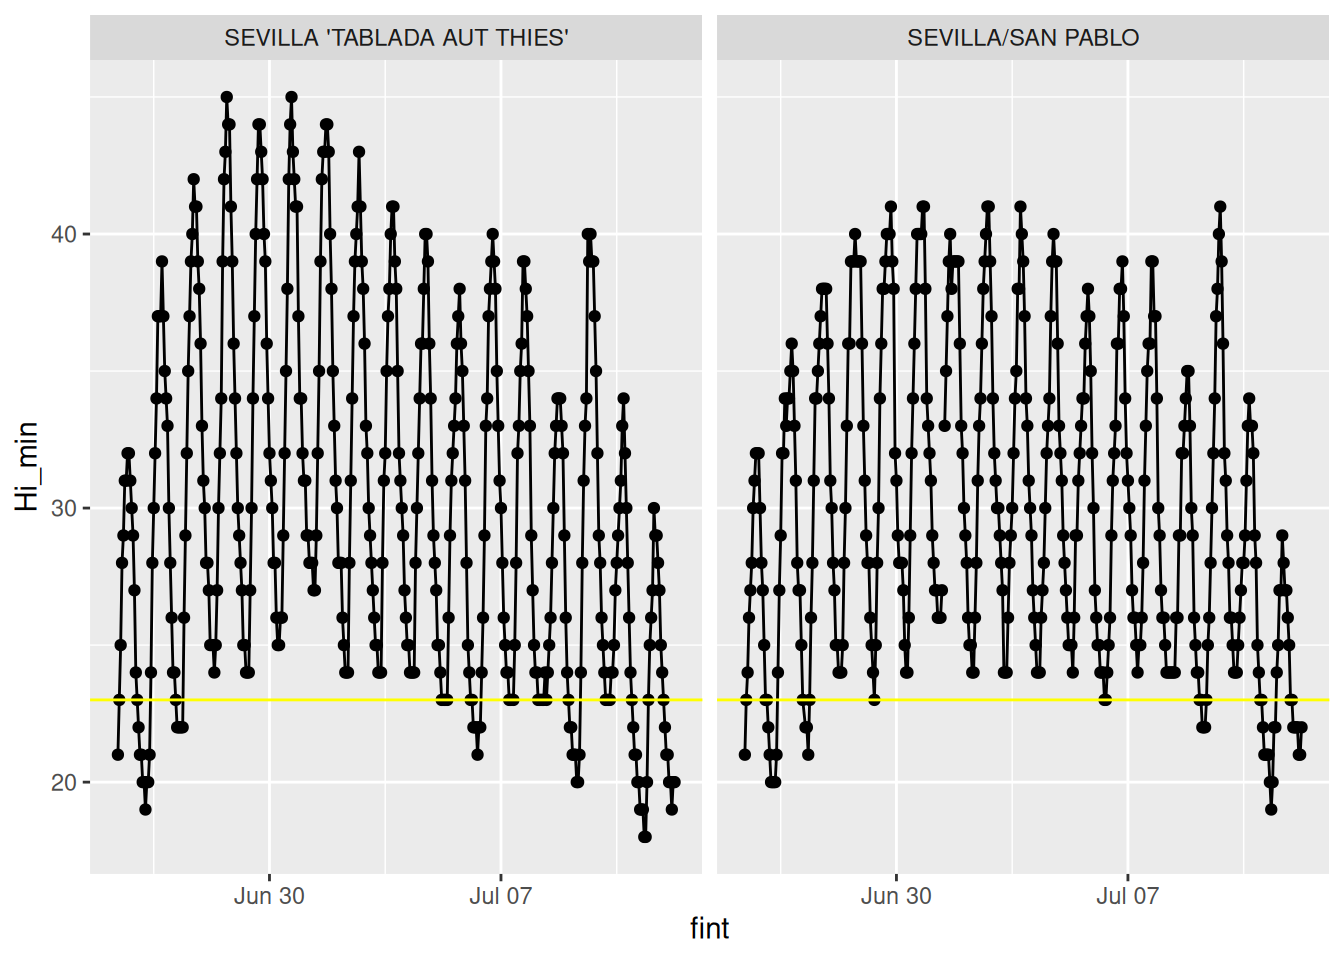 SEVILLA 'TABLADA AUT THIES'
SEVILLA/SAN PABLO
Hi_min
40
30
20
Jun 30
Jul 07
Jun 30
Jul 07
fint